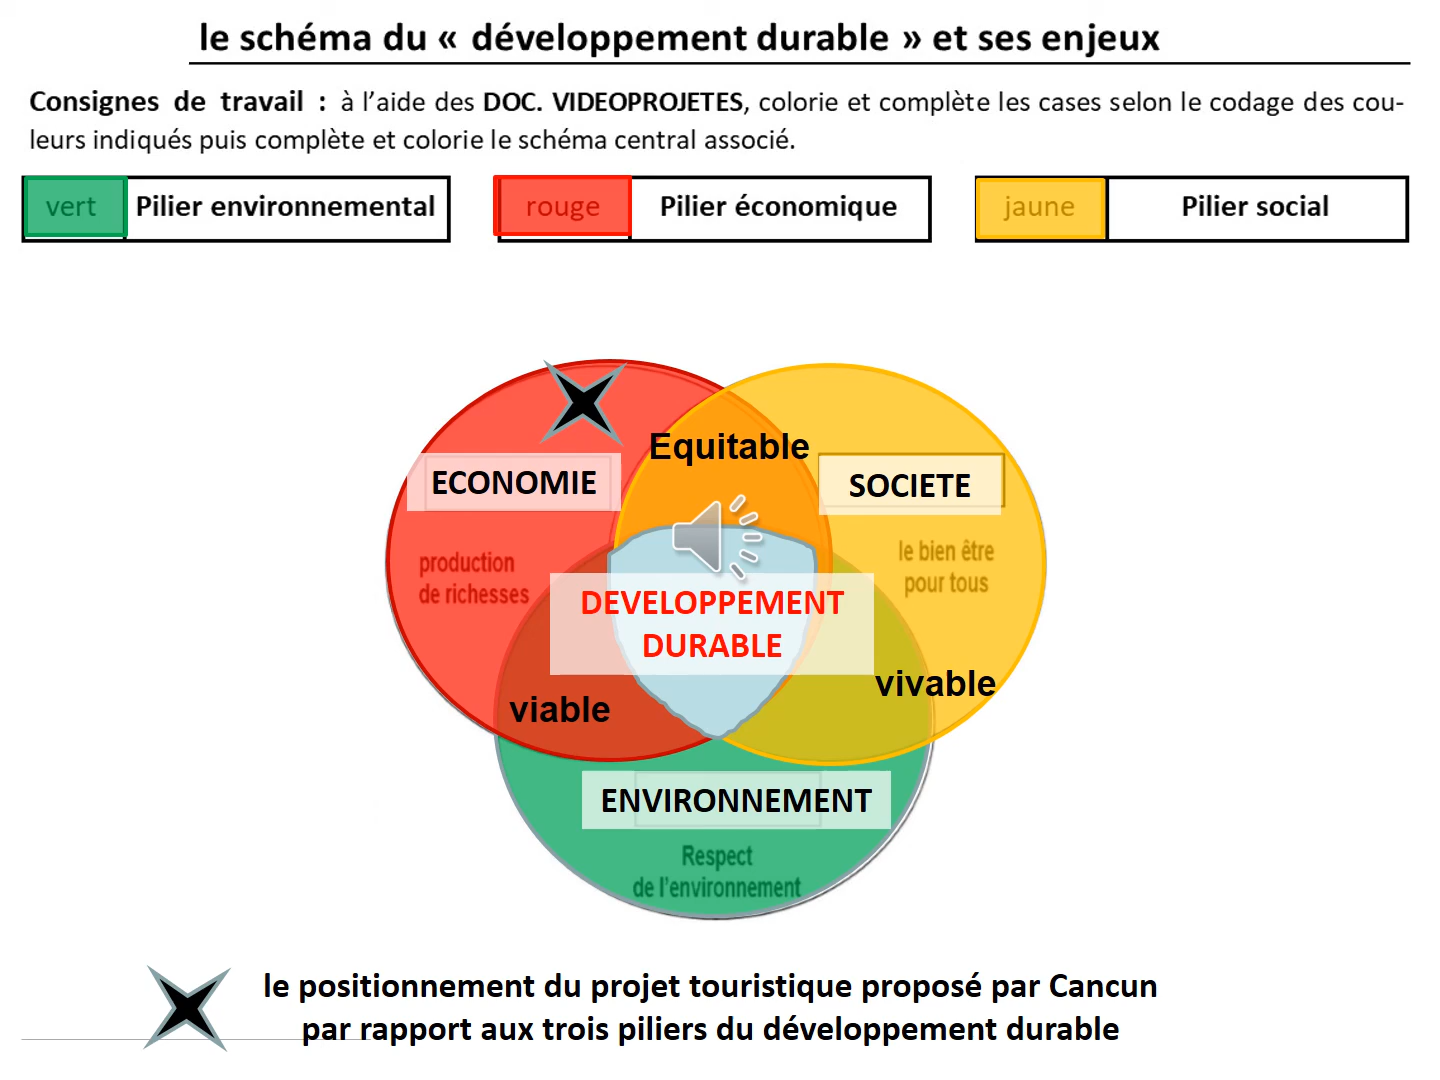 le schéma du « développement durable » et ses enjeux
Consignes de travail : à l'aide des DOC. VIDEOPROJETES, colorie et complète les cases selon le codage des cou-
leurs indiqués puis complète et colorie le schéma central associé.
vert Pilier environnemental rouge Pilier économique jaune Pilier social
Equitable
ECONOMIE SOCIETE
production
de richesses
le bien être
pour tous
DEVELOPPEMENT
DURABLE
viable
vivable
ENVIRONNEMENT
Respect
de l'environnement
le positionnement du projet touristique proposé par Cancun
par rapport aux trois piliers du développement durable